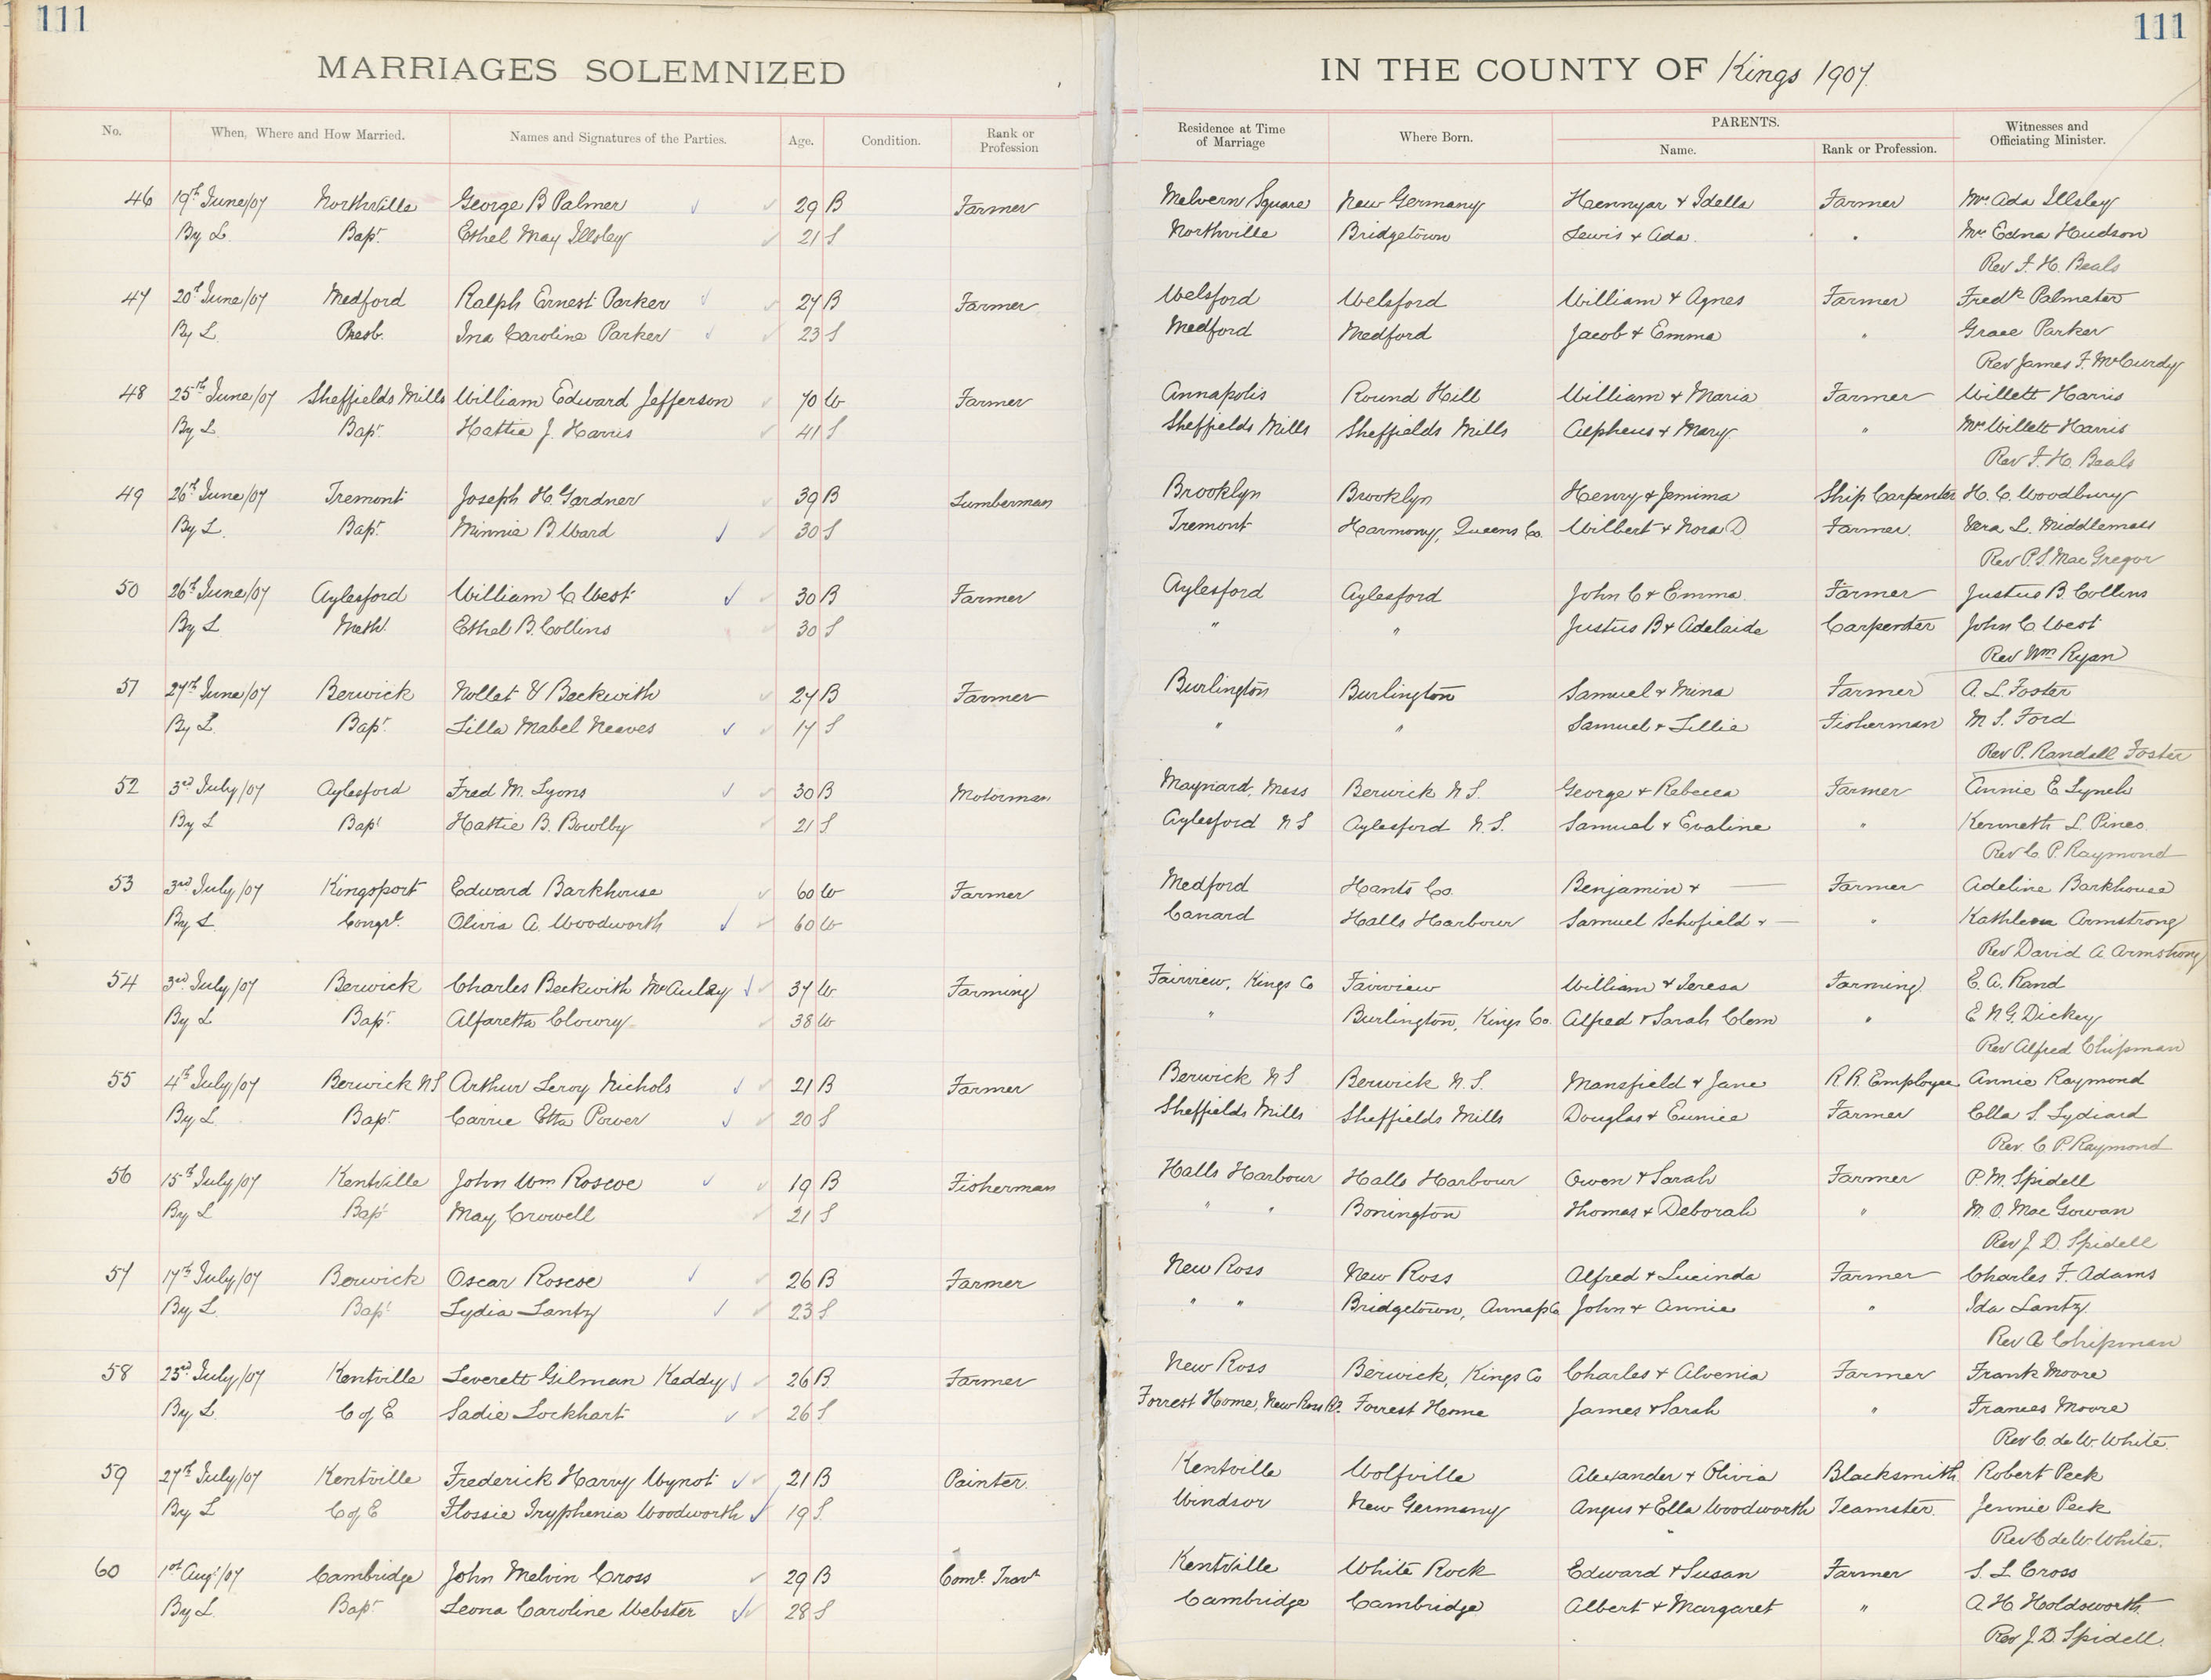 111
111
MARRIAGES SOLEMNIZED
IN THE COUNTY OF Kings 1907.
No. When, Where and How Married. Names and Signatures of the Parties. Age. Condition. Rank or Profession
Residence at Time of Marriage Where Born. PARENTS. Name. Rank or Profession. Witnesses and Officiating Minister.
46 19th June/07 Northville George B Palmer 29 B Farmer Melvern Square New Germany Hennyar & Idella Farmer Mrs Ada Illsley
By L. Bapt. Ethel May Illsley 21 S Northville Bridgetown Lewis & Ada. " Mrs Edna Hudson
Rev F. H. Beals
47 20th June/07 Medford Ralph Ernest Parker 27 B Farmer Welsford Welsford William & Agnes Farmer Fredk Palmeter
By L. Presb. Ina Caroline Parker 23 S Medford Medford Jacob & Emma " Grace Parker
Rev James F. McCurdy
48 25th June/07 Sheffields Mills William Edward Jefferson 70 W Farmer Annapolis Round Hill William & Maria Farmer Willett Harris
By L. Bapt. Hattie J. Harris 41 S Sheffields Mills Sheffields Mills Alpheus & Mary " Mrs Willett Harris
Rev F. H. Beals
49 26th June/07 Tremont Joseph H. Gardner 39 B Lumberman Brooklyn Brooklyn Henry & Jemima Ship Carpenter H. C. Woodbury
By L. Bapt. Minnie B. Ward 30 S Tremont Harmony, Queens Co. Wilbert & Nora D Farmer. Vera L. Middlemass
Rev P. S. MacGregor
50 26th June/07 Aylesford William C West 30 B Farmer Aylesford Aylesford John C & Emma. Farmer Justus B. Collins
By L Meth. Ethel B. Collins 30 S " " Justus B & Adelaide Carpenter John C West
Rev Wm Ryan
51 27th June/07 Berwick Beckwith 27 B Farmer Burlington Burlington Samuel & Mina Farmer A. L. Foster
By L. Bapt. Lilla Mabel Neaves 17 S " " Samuel & Lillie Fisherman M S. Ford
Rev P. Randall Foster
52 3rd July/07 Aylesford Fred M. Lyons 30 B Motorman Maynard, Mass Berwick N S. George & Rebecca Farmer Annie E Lynch
By L Bapt Hattie B. Bowlby 21 S Aylesford N S Aylesford N. S. Samuel & Evaline " Kenneth L. Pineo.
Rev C. P. Raymond
53 3rd July/07 Kingsport Edward Barkhouse 60 W Farmer Medford Hants Co. Benjamin & — Farmer Adeline Barkhouse
By L Congl. Olivia A. Woodworth 60 W Canard Halls Harbour Samuel Schofield & — " Kathleen Armstrong
Rev David A Armstrong
54 3rd July/07 Berwick Charles Beckwith McAulay 37 W Farming Fairview, Kings Co Fairview William & Teresa Farming. E. A. Rand
By L Bapt. Alfaretta Clowry 38 W " Burlington, Kings Co. Alfred & Sarah Clem " E N G. Dickey
Rev Alfred Chipman
55 4th July/07 Berwick N S Arthur Leroy Nichols 21 B Farmer Berwick N S Berwick N. S. Mansfield & Jane R. R. Employee Annie Raymond
By L. Bapt. Carrie Etta Power 20 S Sheffields Mills Sheffields Mills Douglas & Eunice Farmer Ella S. Lydiard
Rev. C. P. Raymond
56 15th July/07 Kentville John Wm Roscoe 19 B Fisherman Halls Harbour Halls Harbour Owen & Sarah Farmer P. M. Spidell
By L Bapt May Crowell 21 S " " Bonington Thomas & Deborah " M. O. MacGowan
Rev J. D. Spidell
57 17th July/07 Berwick Oscar Roscoe 26 B Farmer New Ross New Ross Alfred & Lucinda Farmer Charles F. Adams
By L. Bapt Lydia Lantz 23 S " " Bridgetown, Annap Co John & Annie " Ida Lantz.
Rev A Chipman
58 23rd July/07 Kentville Leverett Gilman Keddy 26 B. Farmer New Ross Berwick, Kings Co Charles & Alvenia Farmer Frank Moore
By L. C of E Sadie Lockhart 26 S Forrest Home, New Ross Rd. Forrest Home James & Sarah " Frances Moore
Rev C. de W. White.
59 27th July/07 Kentville Frederick Harry Wynot 21 B Painter. Kentville Wolfville Alexander & Olivia Blacksmith Robert Peck
By L C of E Flossie Tryphenia Woodworth 19 S. Windsor New Germany Angus & Ella Woodworth Teamster. Jennie Peck
Rev C de W. White.
60 1st Aug/07 Cambridge John Melvin Cross 29 B Coml. Travl Kentville White Rock Edward & Susan Farmer S. L. Cross
By L. Bapt Leona Caroline Webster 28 S Cambridge Cambridge Albert & Margaret " A. H. Holdsworth.
Rev J. D. Spidell.